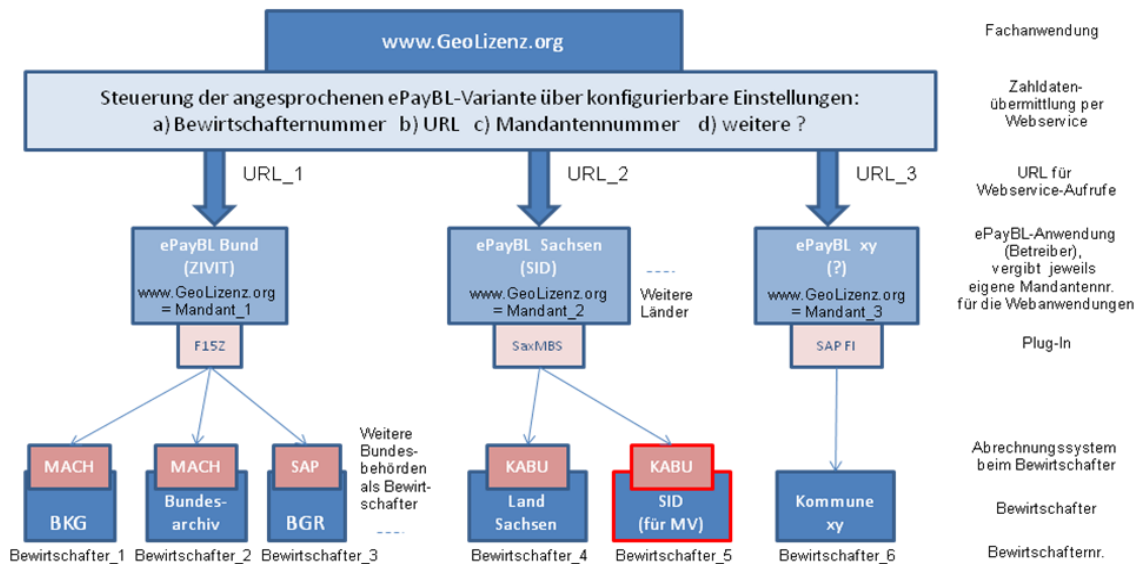 www.GeoLizenz.org
Fachanwendung
Steuerung der angesprochenen ePayBL-Variante über konfigurierbare Einstellungen:
a) Bewirtschafternummer b) URL c) Mandantennummer d) weitere ?
Zahldaten-
übermittlung per
Webservice
URL_1
URL_2
URL_3
URL für
Webservice-Aufrufe
ePayBL Bund
(ZIVIT)
www.GeoLizenz.org
= Mandant_1
ePayBL Sachsen
(SID)
www.GeoLizenz.org
= Mandant_2
Weitere
Länder
ePayBL xy
(?)
www.GeoLizenz.org
= Mandant_3
ePayBL-Anwendung
(Betreiber),
vergibt jeweils
eigene Mandantennr.
für die Webanwendungen
F15Z
SaxMBS
SAP FI
Plug-In
MACH
BKG
MACH
Bundes-
archiv
SAP
BGR
Weitere
Bundes-
behörden
als Bewirt-
schafter
KABU
Land
Sachsen
KABU
SID
(für MV)
Kommune
xy
Abrechnungssystem
beim Bewirtschafter
Bewirtschafter
Bewirtschafter_1
Bewirtschafter_2
Bewirtschafter_3
Bewirtschafter_4
Bewirtschafter_5
Bewirtschafter_6
Bewirtschafternr.